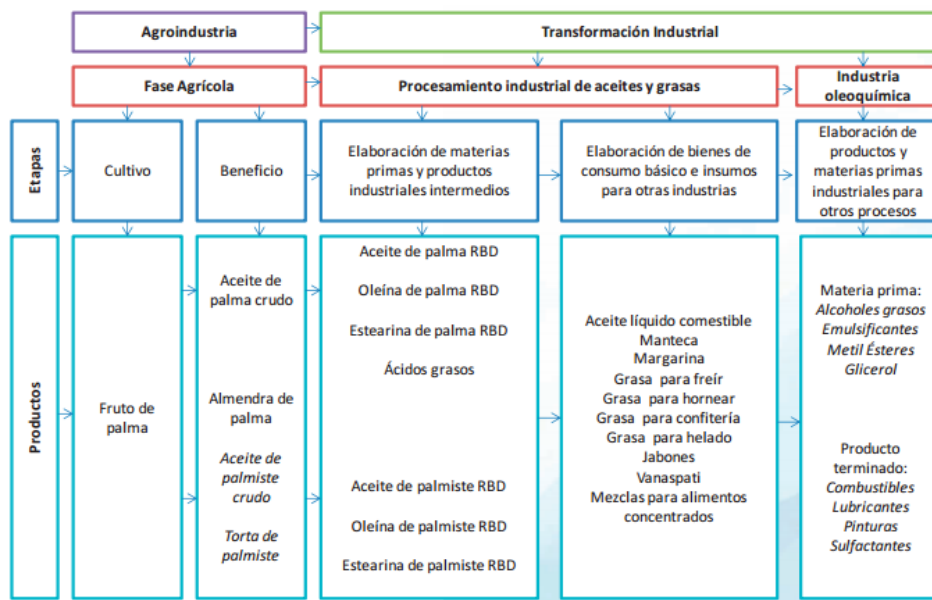 Agroindustria
Transformación Industrial
Fase Agrícola
Procesamiento industrial de aceites y grasas
Industria
oleoquímica
Etapas
Cultivo
Beneficio
Elaboración de materias
primas y productos
industriales intermedios
Elaboración de bienes de
consumo básico e insumos
para otras industrias
Elaboración de
productos y
materias primas
industriales para
otros procesos
Productos
Fruto de
palma
Aceite de
palma crudo
Almendra de
palma
Aceite de
palmiste
crudo
Torta de
palmiste
Aceite de palma RBD
Oleína de palma RBD
Estearina de palma RBD
Ácidos grasos
Aceite de palmiste RBD
Oleína de palmiste RBD
Estearina de palmiste RBD
Aceite líquido comestible
Manteca
Margarina
Grasa para freír
Grasa para hornear
Grasa para confitería
Grasa para helado
Jabones
Vanaspati
Mezclas para alimentos
concentrados
Materia prima:
Alcoholes grasos
Emulsificantes
Metil Ésteres
Glicerol
Producto
terminado:
Combustibles
Lubricantes
Pinturas
Sulfactantes